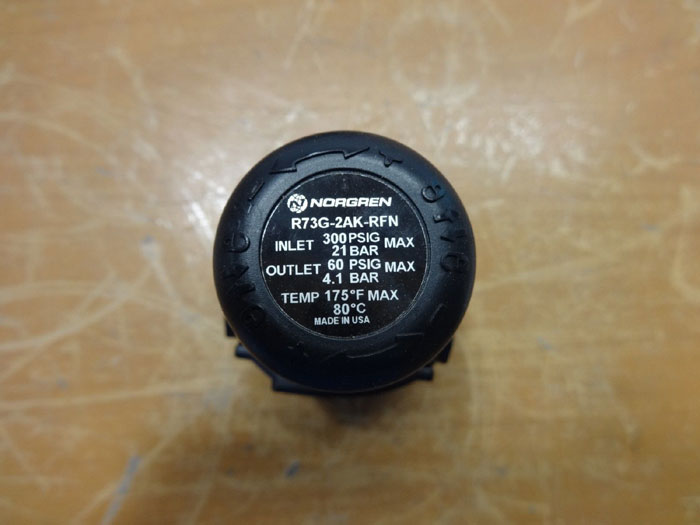 NORGREN
R73G-2AK-RFN
INLET 300 PSIG MAX
21 BAR
OUTLET 60 PSIG MAX
4.1 BAR
TEMP 175°F MAX
80°C
MADE IN USA